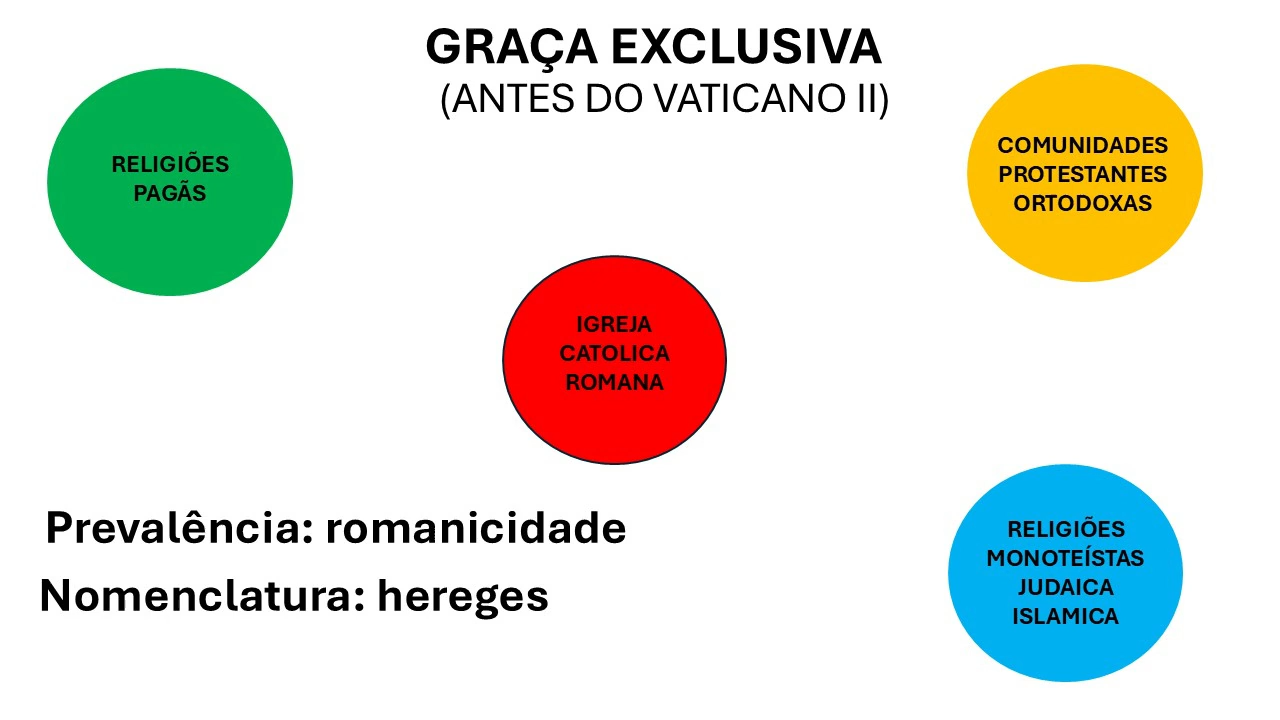 GRAÇA EXCLUSIVA
(ANTES DO VATICANO II)
RELIGIÕES
PAGÃS
COMUNIDADES
PROTESTANTES
ORTODOXAS
IGREJA
CATOLICA
ROMANA
Prevalência: romanicidade
Nomenclatura: hereges
RELIGIÕES
MONOTEÍSTAS
JUDAICA
ISLAMICA